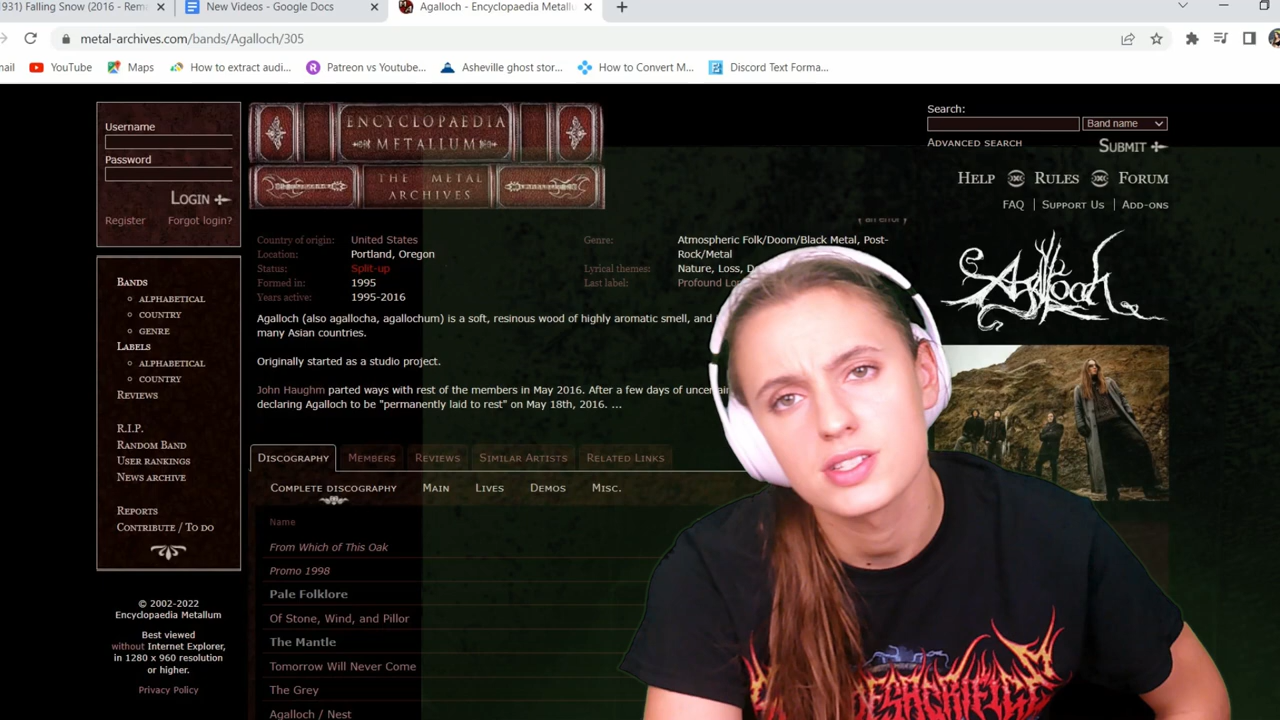 1931) Falling Snow (2016 - Rem
New Videos - Google Docs
Agalloch - Encyclopaedia Metallu
metal-archives.com/bands/Agalloch/305
mail
YouTube
Maps
How to extract audi...
Patreon vs Youtube...
Asheville ghost stor...
How to Convert M...
Discord Text Forma...
Username
Password
LOGIN
Register
Forgot login?
ENCYCLOPAEDIA
METALLUM
THE METAL
ARCHIVES
Search:
Band name
ADVANCED SEARCH
SUBMIT
HELP
RULES
FORUM
FAQ
SUPPORT US
ADD-ONS
an error
Country of origin: United States
Location: Portland, Oregon
Status: Split-up
Formed in: 1995
Years active: 1995-2016
Genre: Atmospheric Folk/Doom/Black Metal, Post-
Rock/Metal
Lyrical themes: Nature, Loss,
Last label: Profound
Agalloch
Agalloch (also agallocha, agallochum) is a soft, resinous wood of highly aromatic smell, and
many Asian countries.
Originally started as a studio project.
John Haughm parted ways with rest of the members in May 2016. After a few days of
declaring Agalloch to be "permanently laid to rest" on May 18th, 2016. ...
BANDS
ALPHABETICAL
COUNTRY
GENRE
LABELS
ALPHABETICAL
COUNTRY
REVIEWS
R.I.P.
RANDOM BAND
USER RANKINGS
NEWS ARCHIVE
REPORTS
CONTRIBUTE / TO DO
© 2002-2022
Encyclopaedia Metallum
Best viewed
without Internet Explorer,
in 1280 x 960 resolution
or higher.
Privacy Policy
DISCOGRAPHY
MEMBERS
REVIEWS
SIMILAR ARTISTS
RELATED LINKS
COMPLETE DISCOGRAPHY
MAIN
LIVES
DEMOS
MISC.
Name
From Which of This Oak
Promo 1998
Pale Folklore
Of Stone, Wind, and Pillor
The Mantle
Tomorrow Will Never Come
The Grey
Agalloch / Nest